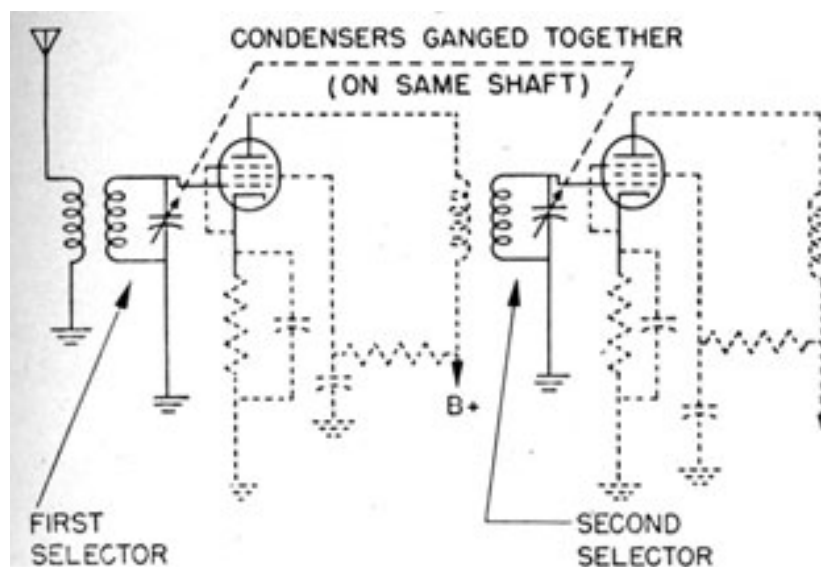 CONDENSERS GANGED TOGETHER
(ON SAME SHAFT)
B+
FIRST
SELECTOR
SECOND
SELECTOR